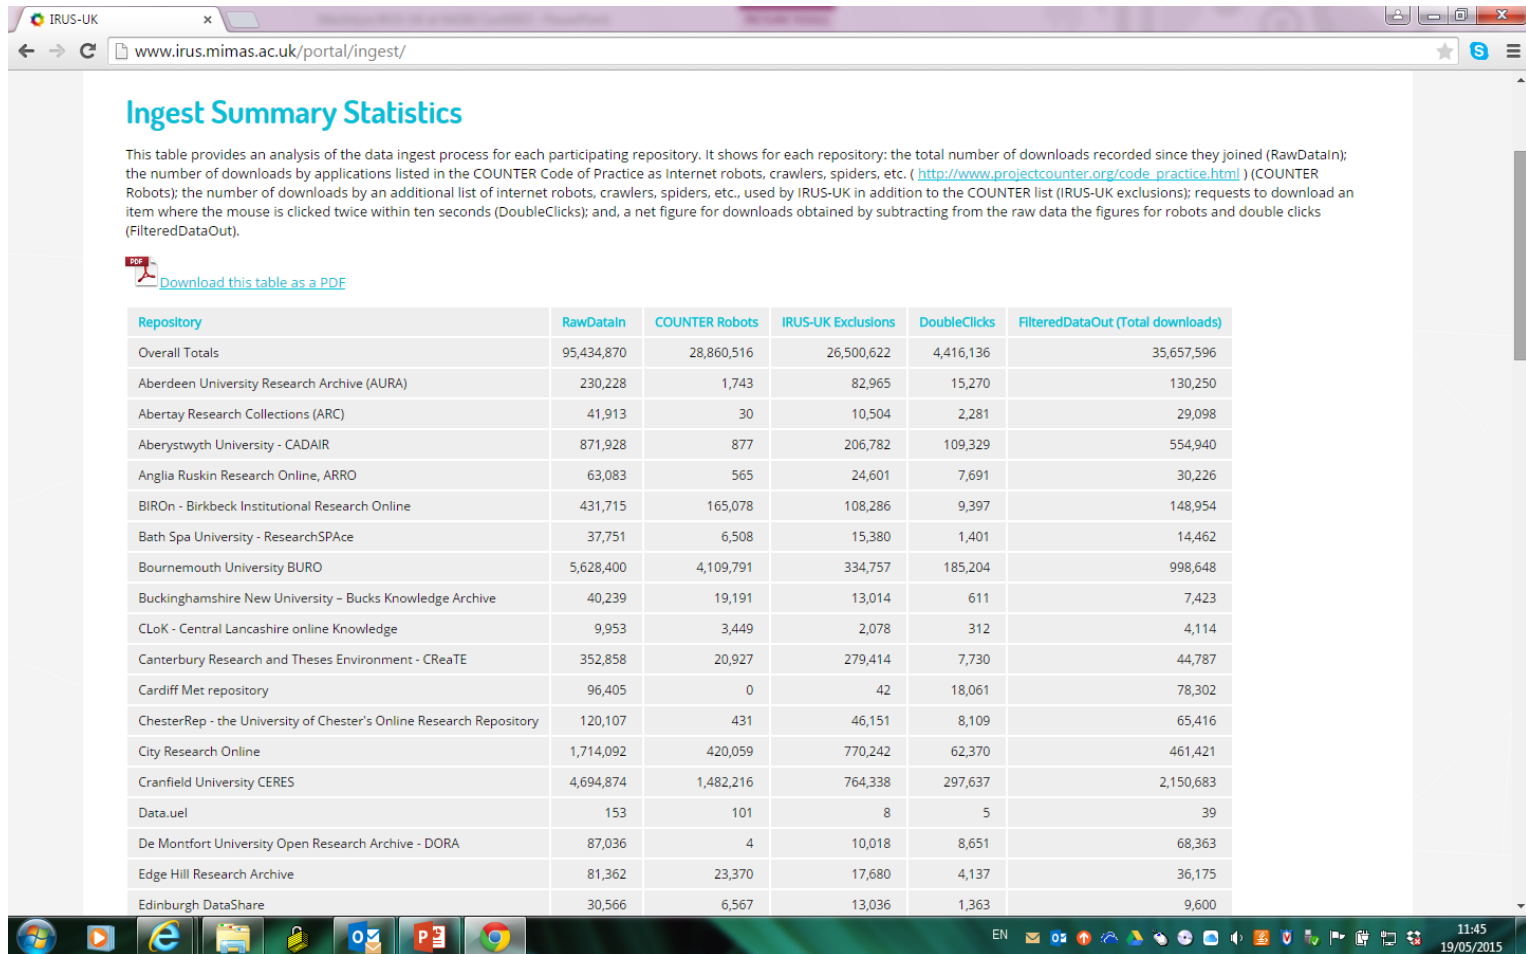 IRUS-UK
www.irus.mimas.ac.uk/portal/ingest/
Ingest Summary Statistics
This table provides an analysis of the data ingest process for each participating repository. It shows for each repository: the total number of downloads recorded since they joined (RawDataIn);
the number of downloads by applications listed in the COUNTER Code of Practice as Internet robots, crawlers, spiders, etc. ( http://www.projectcounter.org/code_practice.html ) (COUNTER
Robots); the number of downloads by an additional list of internet robots, crawlers, spiders, etc., used by IRUS-UK in addition to the COUNTER list (IRUS-UK exclusions); requests to download an
item where the mouse is clicked twice within ten seconds (DoubleClicks); and, a net figure for downloads obtained by subtracting from the raw data the figures for robots and double clicks
(FilteredDataOut).
PDF Download this table as a PDF
Repository RawDataIn COUNTER Robots IRUS-UK Exclusions DoubleClicks FilteredDataOut (Total downloads)
Overall Totals 95,434,870 28,860,516 26,500,622 4,416,136 35,657,596
Aberdeen University Research Archive (AURA) 230,228 1,743 82,965 15,270 130,250
Abertay Research Collections (ARC) 41,913 30 10,504 2,281 29,098
Aberystwyth University - CADAIR 871,928 877 206,782 109,329 554,940
Anglia Ruskin Research Online, ARRO 63,083 565 24,601 7,691 30,226
BIROn - Birkbeck Institutional Research Online 431,715 165,078 108,286 9,397 148,954
Bath Spa University - ResearchSPAce 37,751 6,508 15,380 1,401 14,462
Bournemouth University BURO 5,628,400 4,109,791 334,757 185,204 998,648
Buckinghamshire New University – Bucks Knowledge Archive 40,239 19,191 13,014 611 7,423
CLoK - Central Lancashire online Knowledge 9,953 3,449 2,078 312 4,114
Canterbury Research and Theses Environment - CReaTE 352,858 20,927 279,414 7,730 44,787
Cardiff Met repository 96,405 0 42 18,061 78,302
ChesterRep - the University of Chester's Online Research Repository 120,107 431 46,151 8,109 65,416
City Research Online 1,714,092 420,059 770,242 62,370 461,421
Cranfield University CERES 4,694,874 1,482,216 764,338 297,637 2,150,683
Data.uel 153 101 8 5 39
De Montfort University Open Research Archive - DORA 87,036 4 10,018 8,651 68,363
Edge Hill Research Archive 81,362 23,370 17,680 4,137 36,175
Edinburgh DataShare 30,566 6,567 13,036 1,363 9,600
EN 11:45
19/05/2015